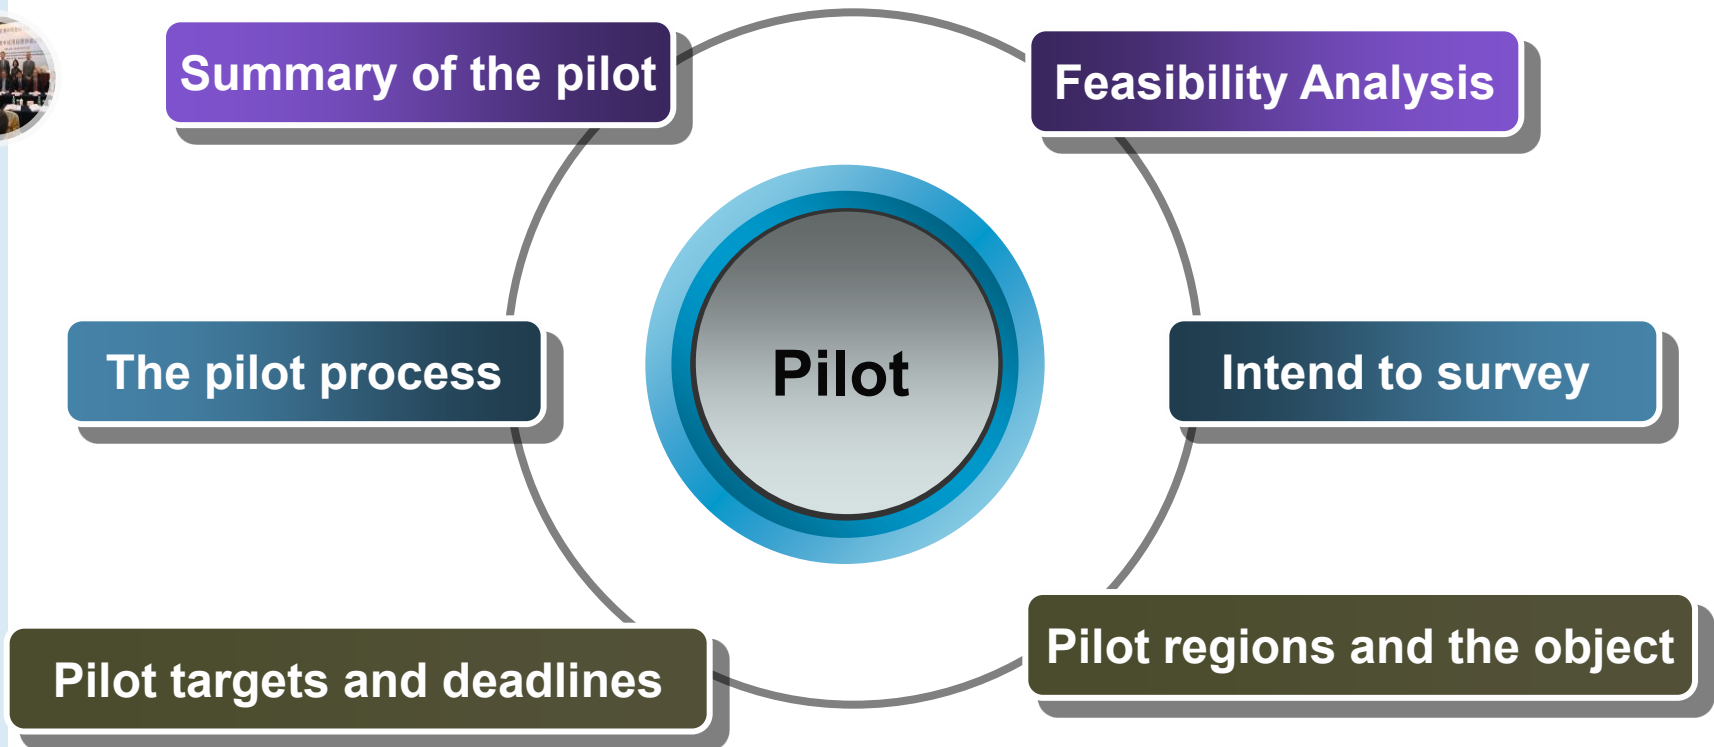 Summary of the pilot
Feasibility Analysis
The pilot process
Pilot
Intend to survey
Pilot targets and deadlines
Pilot regions and the object